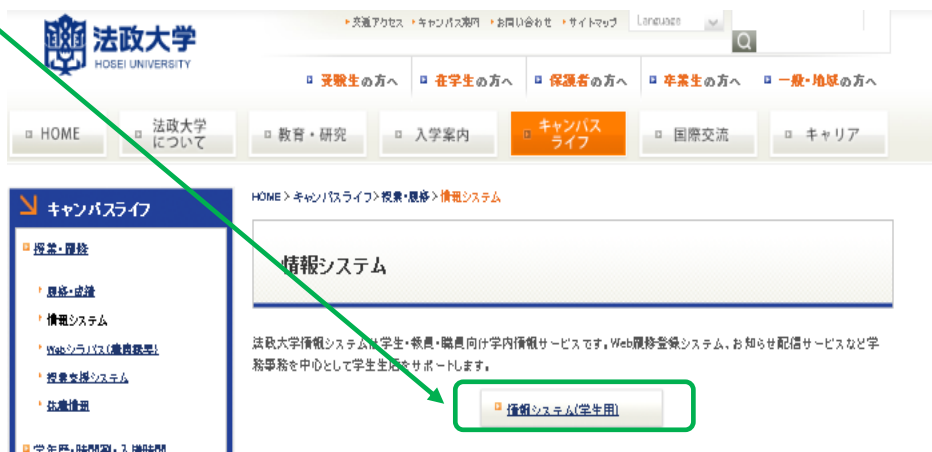 法政大学
HOSEI UNIVERSITY
交通アクセス キャンパス案内 お問い合わせ サイトマップ Language
受験生の方へ 在学生の方へ 保護者の方へ 卒業生の方へ 一般・地域の方へ
HOME 法政大学について 教育・研究 入学案内 キャンパスライフ 国際交流 キャリア
キャンパスライフ
授業・履修
履修・成績
情報システム
Webシラバス(講義概要)
授業支援システム
休講情報
学年暦・時間割・入構時間
HOME > キャンパスライフ > 授業・履修 > 情報システム
情報システム
法政大学情報システムは学生・教員・職員向け学内情報サービスです。Web履修登録システム、お知らせ配信サービスなど学
務事務を中心として学生生活をサポートします。
情報システム(学生用)